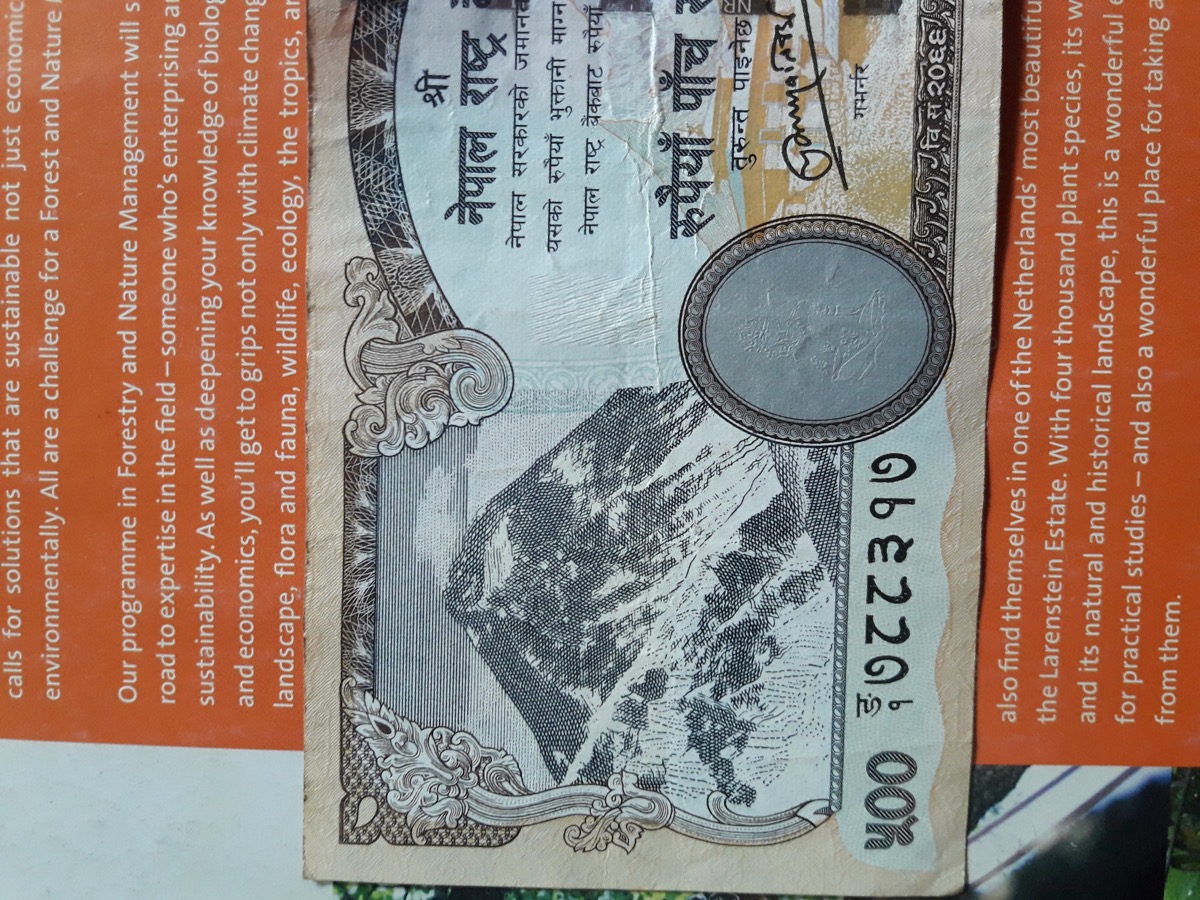 calls for solutions that are sustainable not just economic
environmentally. All are a challenge for a Forest and Nature
Our programme in Forestry and Nature Management will
road to expertise in the field – someone who's enterprising
sustainability. As well as deepening your knowledge of biolog
and economics, you'll get to grips not only with climate chang
landscape, flora and fauna, wildlife, ecology, the tropics,
श्री
नेपाल राष्ट्र
नेपाल सरकारको जमानत
यसको रुपैयाँ भुक्तानी मान
नेपाल राष्ट्र बैंकबाट रुपैयाँ
रुपैयाँ पाँच
तुरुन्त पाइनेछ
गभर्नर
५०० ७८८३१७
वि सं २०६६
NR
also find themselves in one of the Netherlands' most beautifu
the Larenstein Estate. With four thousand plant species, its w
and its natural and historical landscape, this is a wonderful
for practical studies – and also a wonderful place for taking a
from them.